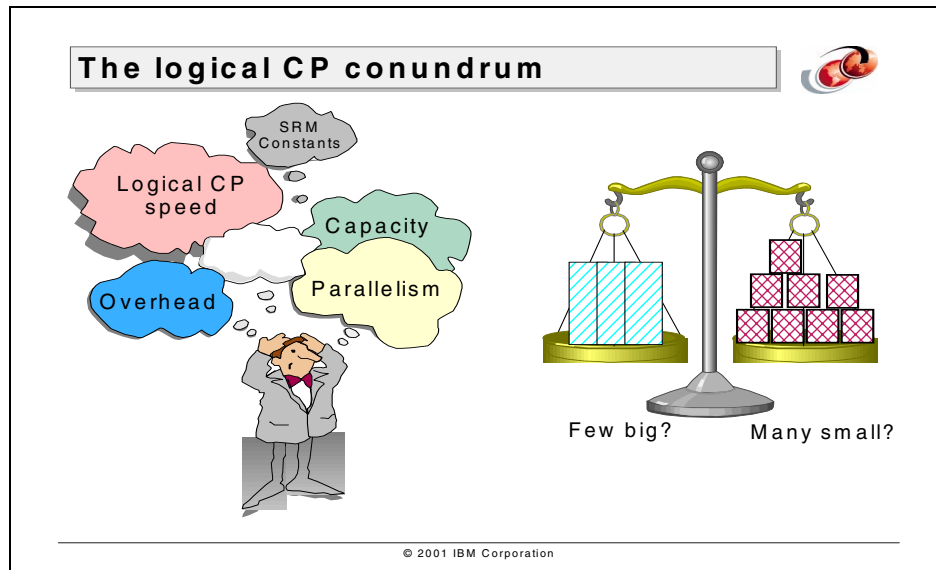 The logical CP conundrum
SRM
Constants
Logical CP
speed
Capacity
Parallelism
Overhead
Few big?
Many small?
© 2001 IBM Corporation